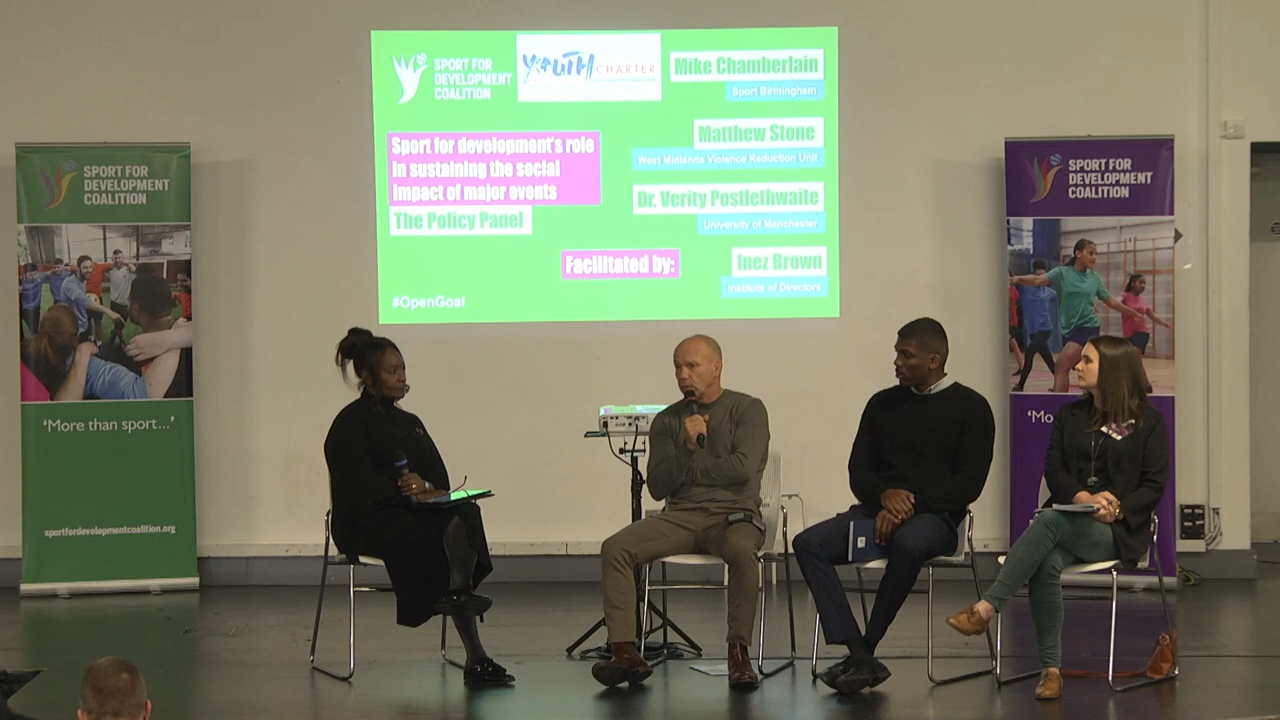 SPORT FOR
DEVELOPMENT
COALITION
'More than sport...'
sportfordevelopmentcoalition.org
SPORT FOR
DEVELOPMENT
COALITION
YOUTH CHARTER
Sport for development's role
in sustaining the social
impact of major events
The Policy Panel
#OpenGoal
Mike Chamberlain
Sport Birmingham
Matthew Stone
West Midlands Violence Reduction Unit
Dr. Verity Postlethwaite
University of Manchester
Facilitated by:
Inez Brown
Institute of Directors
SPORT FOR
DEVELOPMENT
COALITION
'Mo